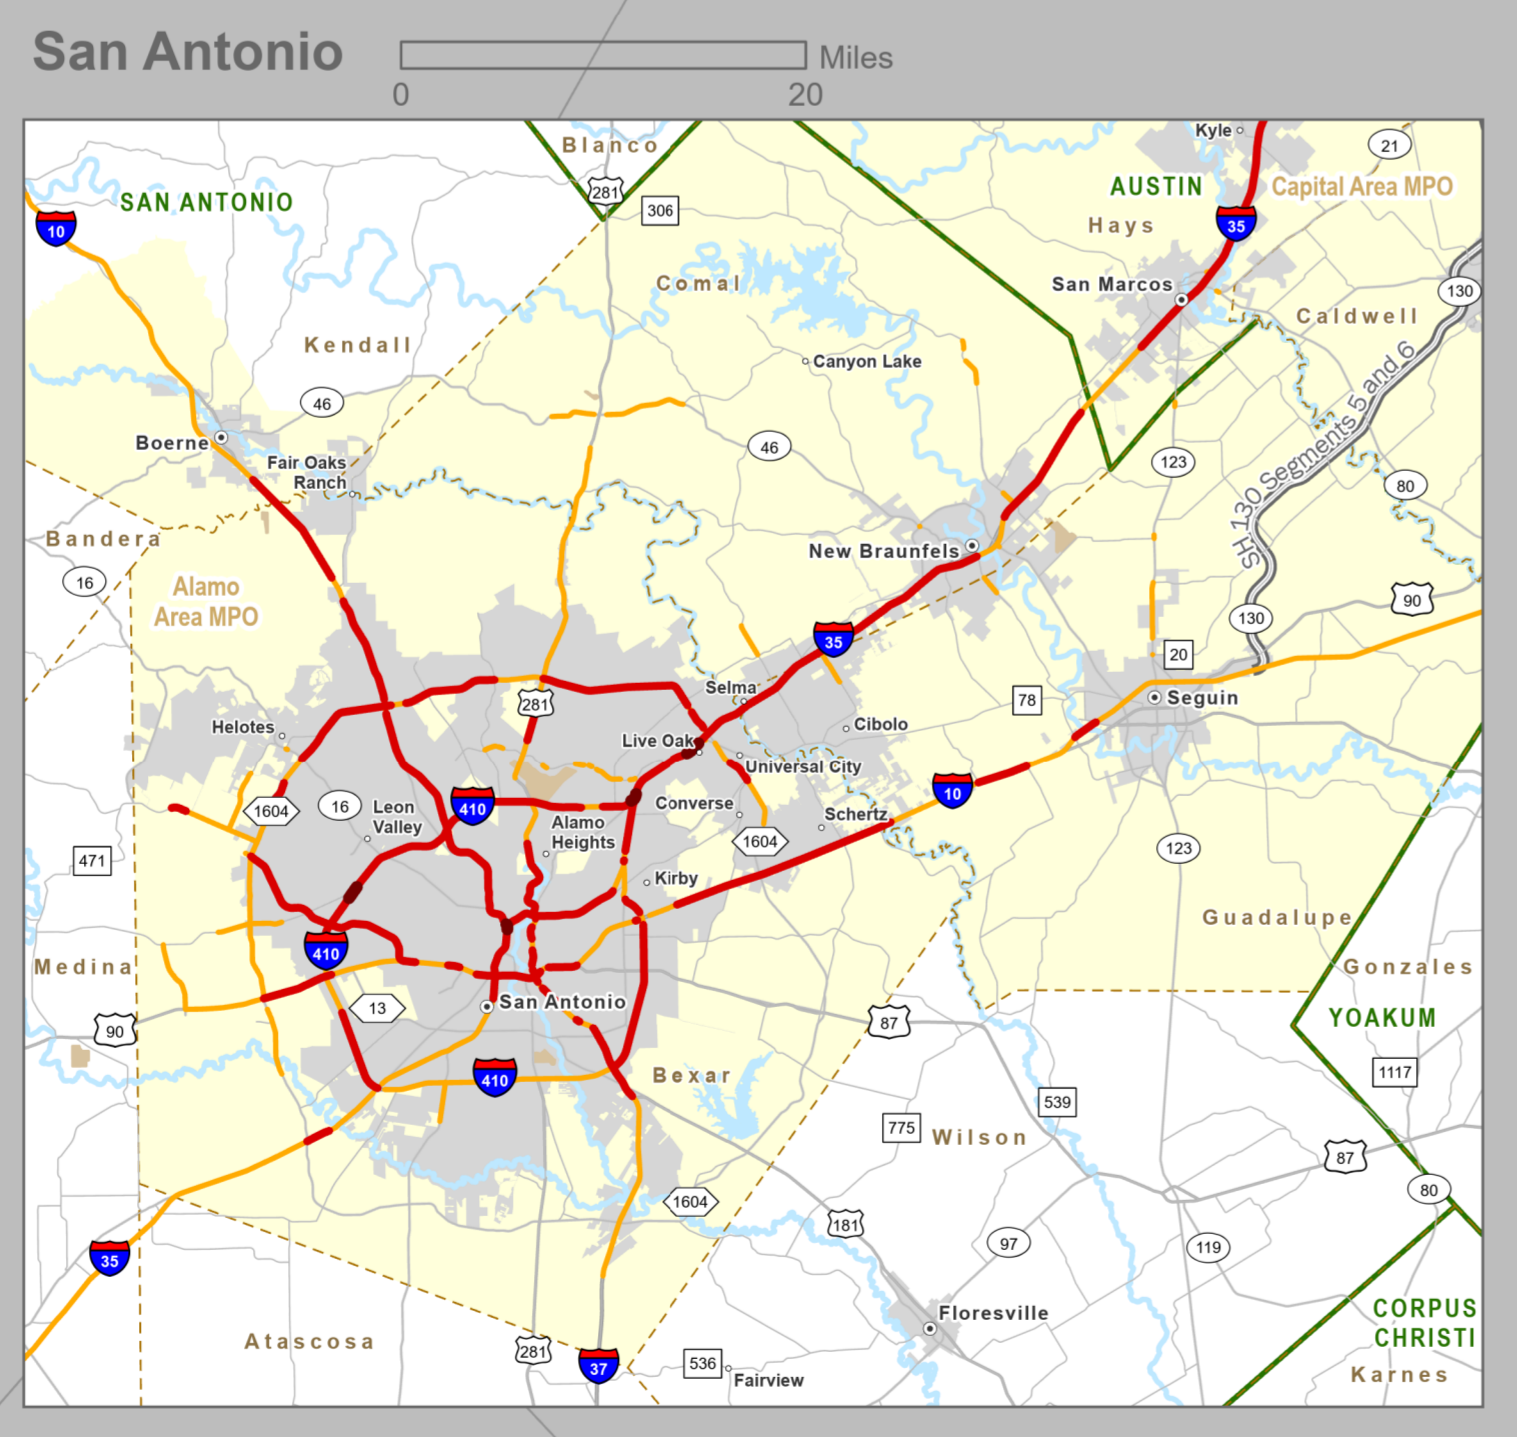 San Antonio
Miles
0
20
Kyle
Blanco
21
281
SAN ANTONIO
306
AUSTIN
Capital Area MPO
10
Hays
35
Comal
San Marcos
130
Caldwell
Kendall
Canyon Lake
46
SH 130 Segments 5 and 6
Boerne
46
Fair Oaks
Ranch
123
80
Bandera
New Braunfels
16
Alamo
Area MPO
90
130
35
20
Selma
78
Seguin
281
Helotes
Cibolo
Live Oak
Universal City
10
1604
16
Leon
Valley
410
Converse
Alamo
Heights
Schertz
1604
123
471
Kirby
Guadalupe
410
Medina
Gonzales
San Antonio
13
YOAKUM
90
87
410
Bexar
1117
539
775
Wilson
87
80
1604
181
97
119
35
Floresville
CORPUS
CHRISTI
Atascosa
281
37
536
Fairview
Karnes